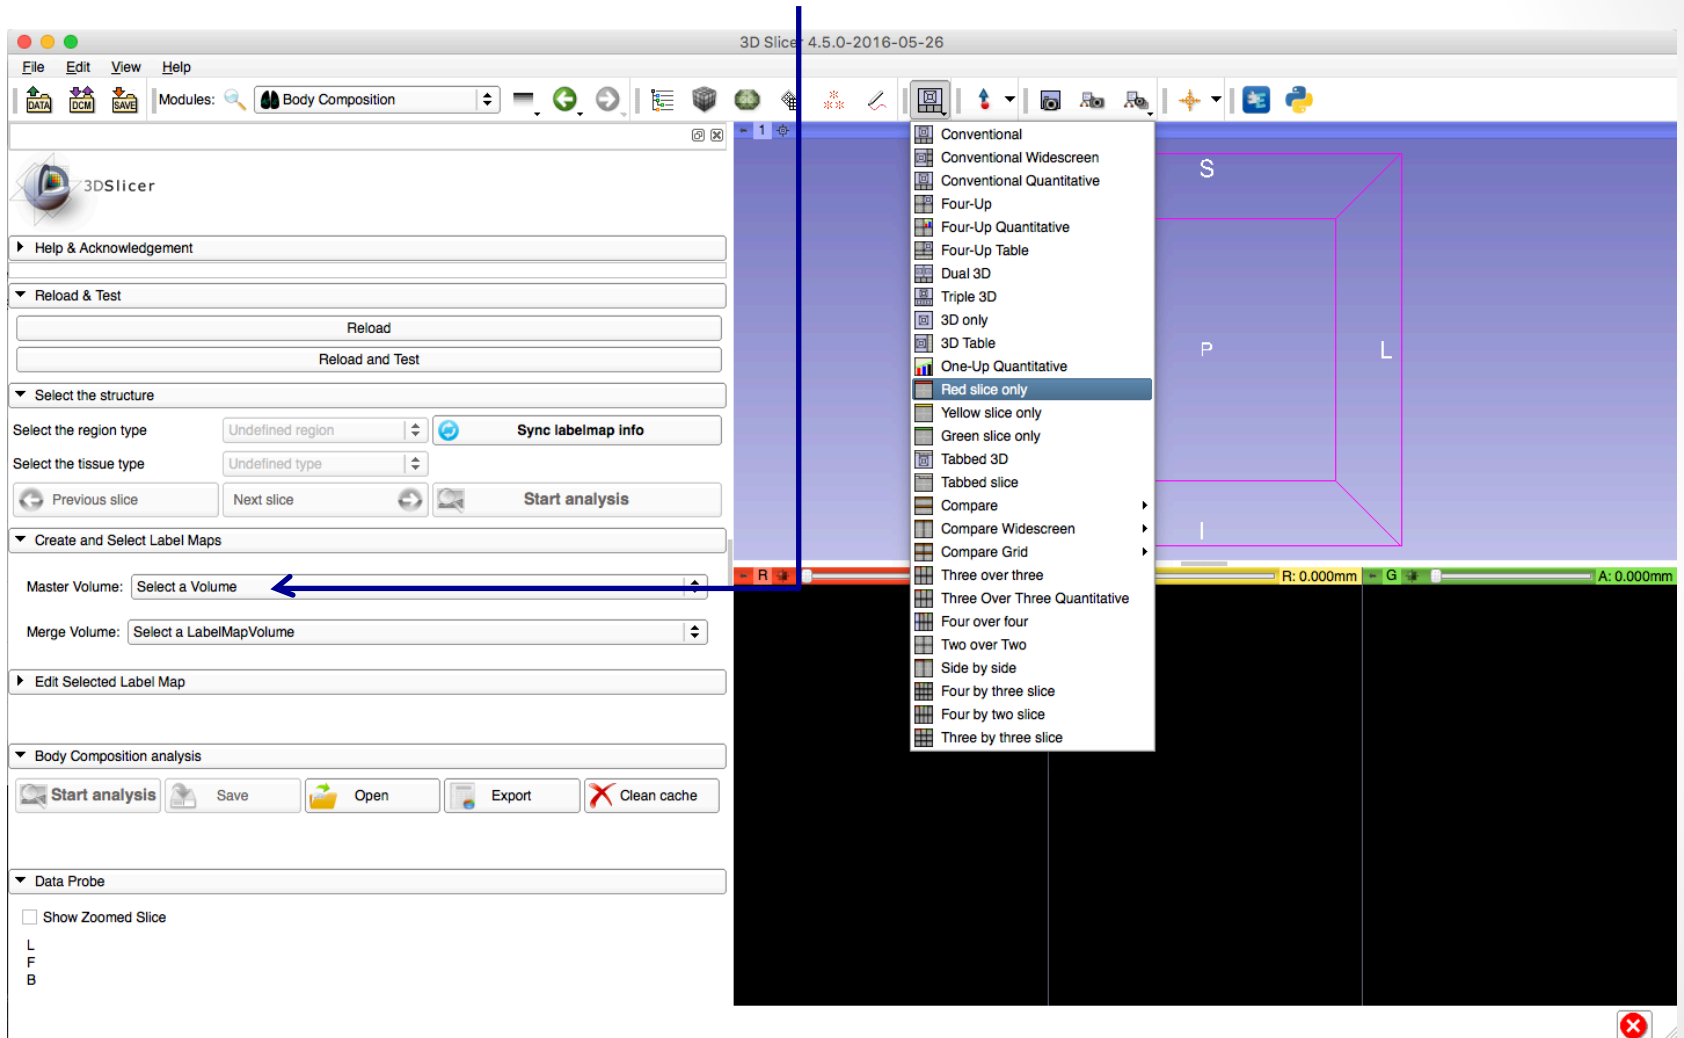 3D Slicer 4.5.0-2016-05-26
File Edit View Help
DATA DCM SAVE Modules: Body Composition
1
3DSlicer
Help & Acknowledgement
Reload & Test
Reload
Reload and Test
Select the structure
Select the region type Undefined region Sync labelmap info
Select the tissue type Undefined type
Previous slice Next slice Start analysis
Create and Select Label Maps
Master Volume: Select a Volume
Merge Volume: Select a LabelMapVolume
Edit Selected Label Map
Body Composition analysis
Start analysis Save Open Export Clean cache
Data Probe
Show Zoomed Slice
L
F
B
Conventional
Conventional Widescreen
Conventional Quantitative
Four-Up
Four-Up Quantitative
Four-Up Table
Dual 3D
Triple 3D
3D only
3D Table
One-Up Quantitative
Red slice only
Yellow slice only
Green slice only
Tabbed 3D
Tabbed slice
Compare
Compare Widescreen
Compare Grid
Three over three
Three Over Three Quantitative
Four over four
Two over Two
Side by side
Four by three slice
Four by two slice
Three by three slice
S
P L
I
R R: 0.000mm G A: 0.000mm